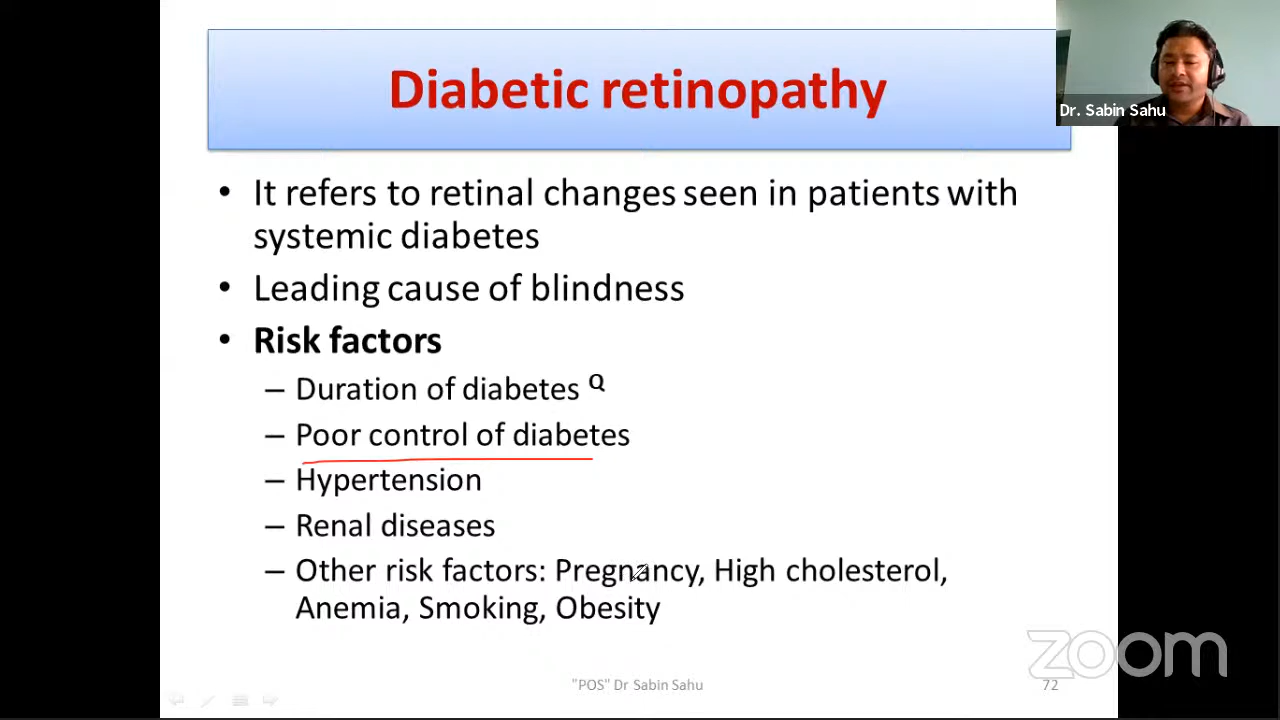 Diabetic retinopathy
Dr. Sabin Sahu
• It refers to retinal changes seen in patients with
systemic diabetes
• Leading cause of blindness
• Risk factors
– Duration of diabetes Q
– Poor control of diabetes
– Hypertension
– Renal diseases
– Other risk factors: Pregnancy, High cholesterol,
Anemia, Smoking, Obesity
zoom
"POS" Dr Sabin Sahu
72